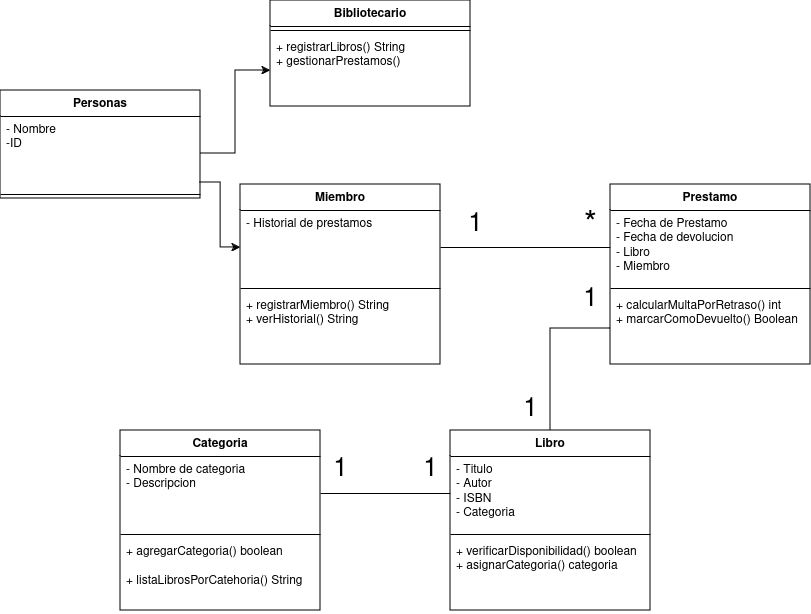 Bibliotecario
+ registrarLibros() String
+ gestionarPrestamos()
Personas
- Nombre
-ID
Miembro
- Historial de prestamos
+ registrarMiembro() String
+ verHistorial() String
1
*
Prestamo
- Fecha de Prestamo
- Fecha de devolucion
- Libro
- Miembro
+ calcularMultaPorRetraso() int
+ marcarComoDevuelto() Boolean
1
1
Categoria
- Nombre de categoria
- Descripcion
+ agregarCategoria() boolean
+ listaLibrosPorCatehoria() String
1
1
Libro
- Titulo
- Autor
- ISBN
- Categoria
+ verificarDisponibilidad() boolean
+ asignarCategoria() categoria